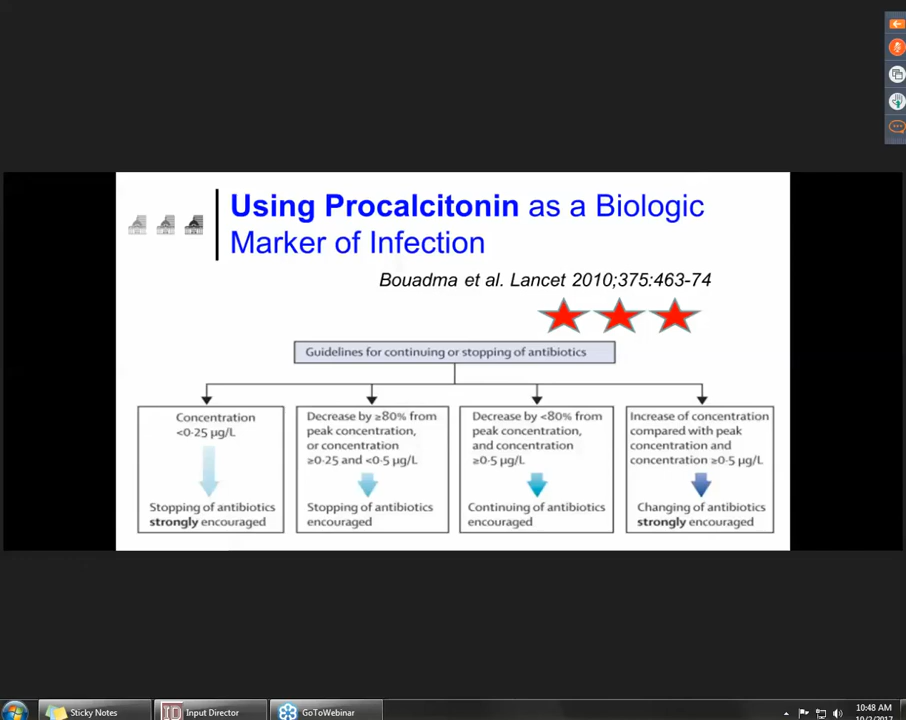 Using Procalcitonin as a Biologic
Marker of Infection
Bouadma et al. Lancet 2010;375:463-74
Guidelines for continuing or stopping of antibiotics
Concentration
<0·25 µg/L
Stopping of antibiotics
strongly encouraged
Decrease by ≥80% from
peak concentration,
or concentration
≥0·25 and <0·5 µg/L
Stopping of antibiotics
encouraged
Decrease by <80% from
peak concentration,
and concentration
≥0·5 µg/L
Continuing of antibiotics
encouraged
Increase of concentration
compared with peak
concentration and
concentration ≥0·5 µg/L
Changing of antibiotics
strongly encouraged
Sticky Notes
ID
Input Director
GoToWebinar
10:48 AM